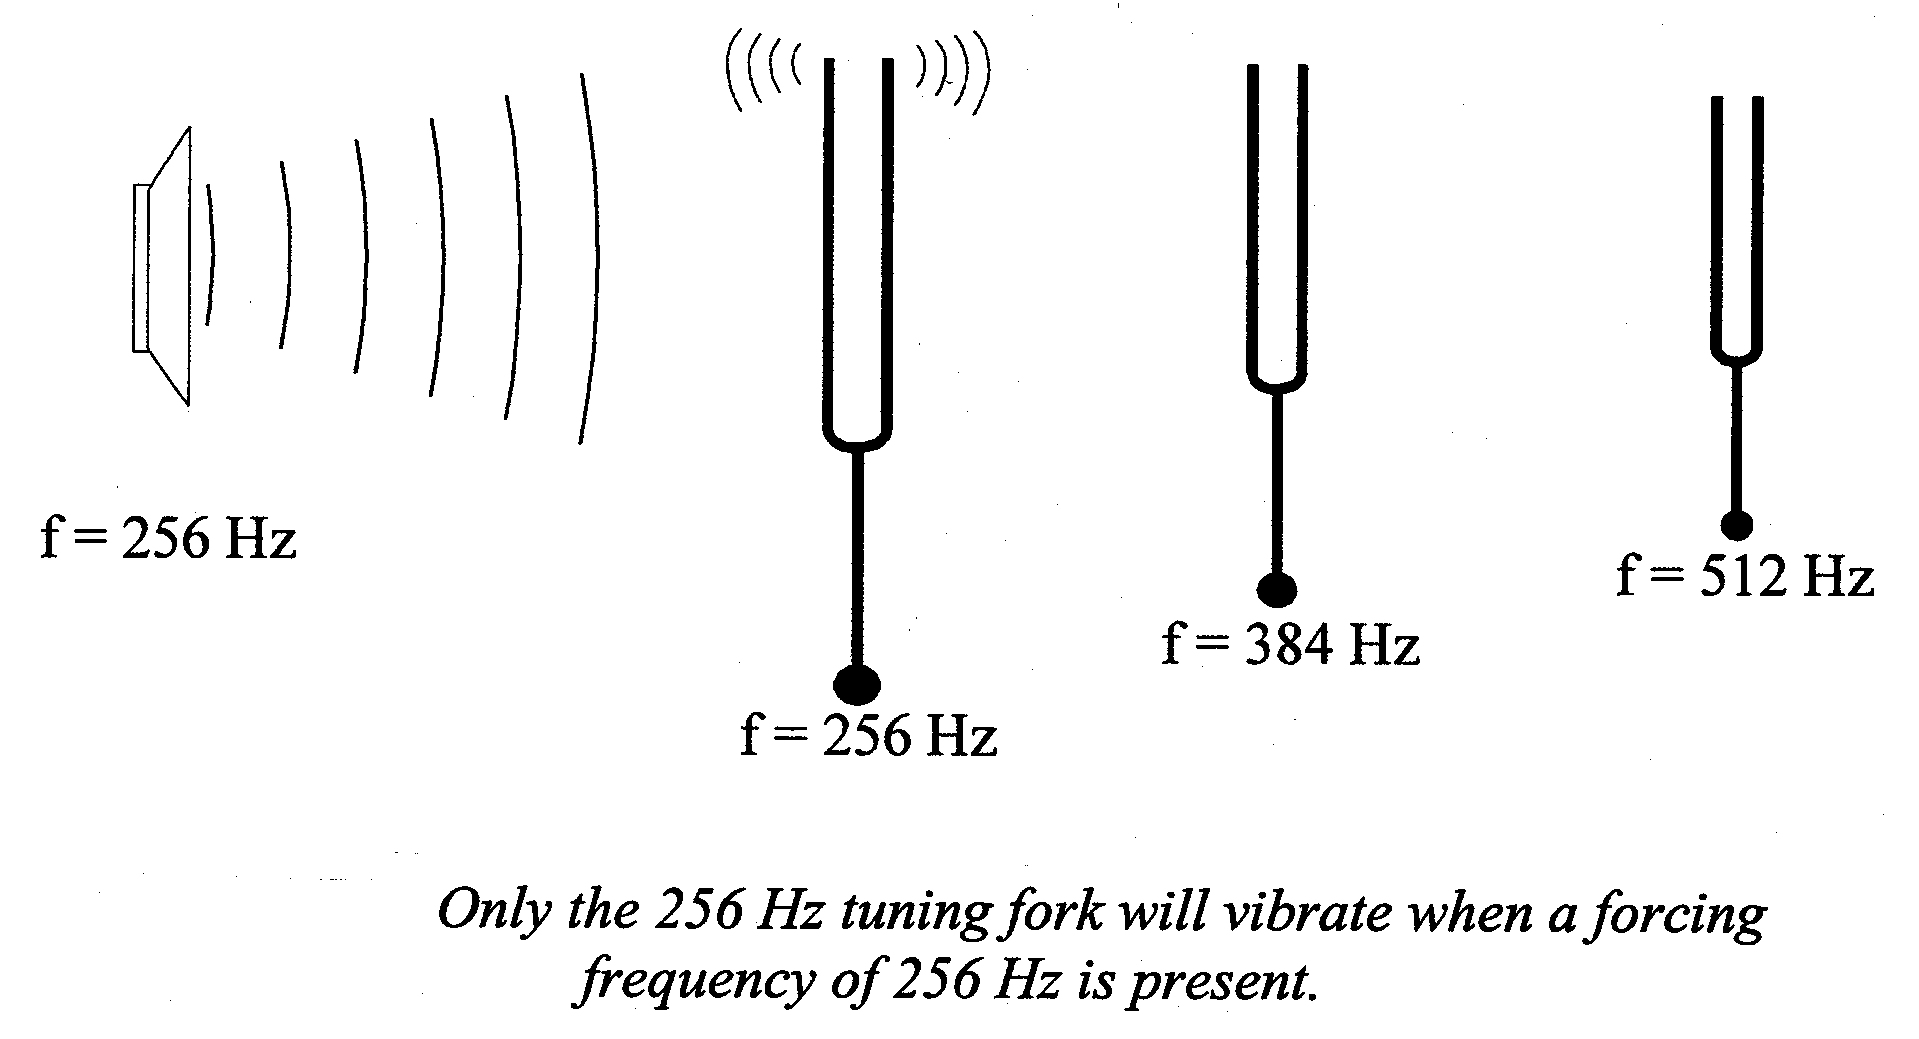 f = 256 Hz
f = 256 Hz
f = 384 Hz
f = 512 Hz
Only the 256 Hz tuning fork will vibrate when a forcing
frequency of 256 Hz is present.